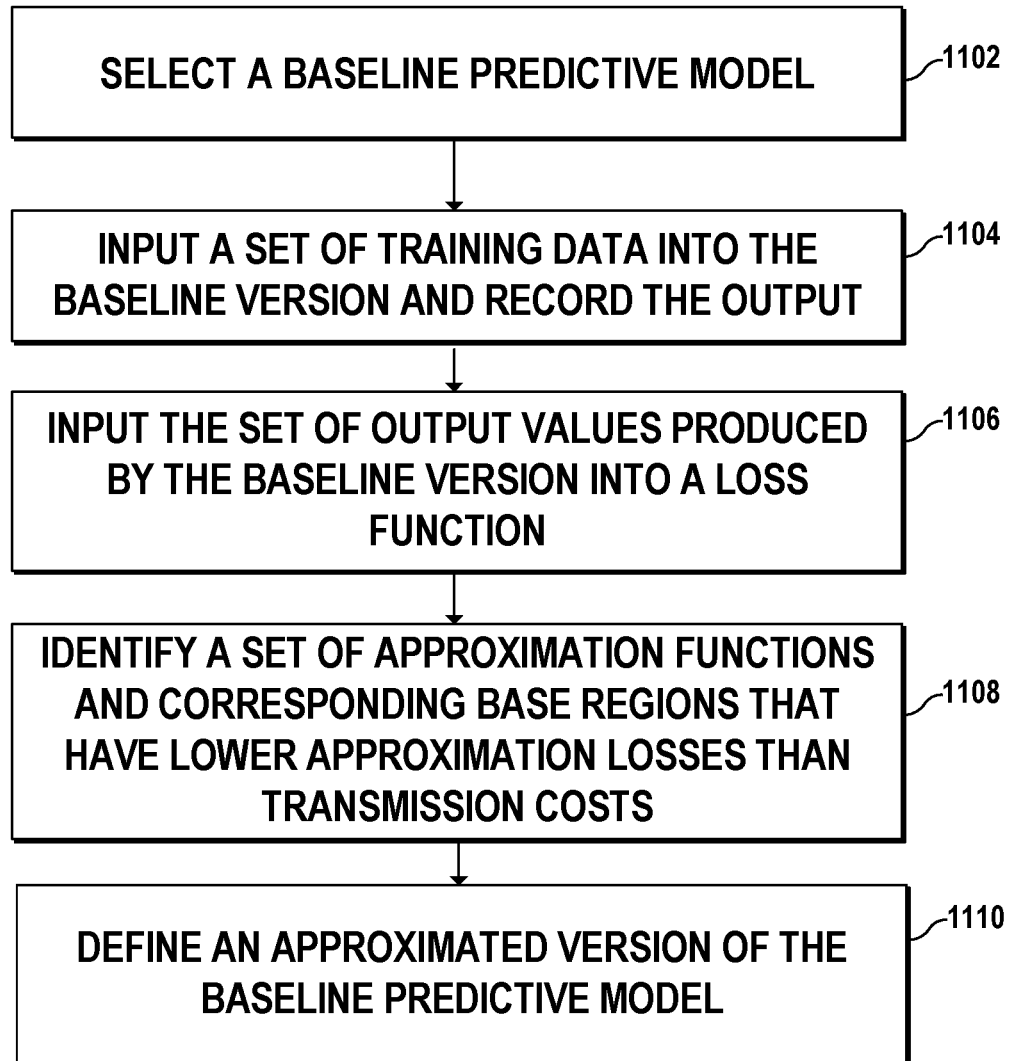 SELECT A BASELINE PREDICTIVE MODEL
1102
INPUT A SET OF TRAINING DATA INTO THE
BASELINE VERSION AND RECORD THE OUTPUT
1104
INPUT THE SET OF OUTPUT VALUES PRODUCED
BY THE BASELINE VERSION INTO A LOSS
FUNCTION
1106
IDENTIFY A SET OF APPROXIMATION FUNCTIONS
AND CORRESPONDING BASE REGIONS THAT
HAVE LOWER APPROXIMATION LOSSES THAN
TRANSMISSION COSTS
1108
DEFINE AN APPROXIMATED VERSION OF THE
BASELINE PREDICTIVE MODEL
1110